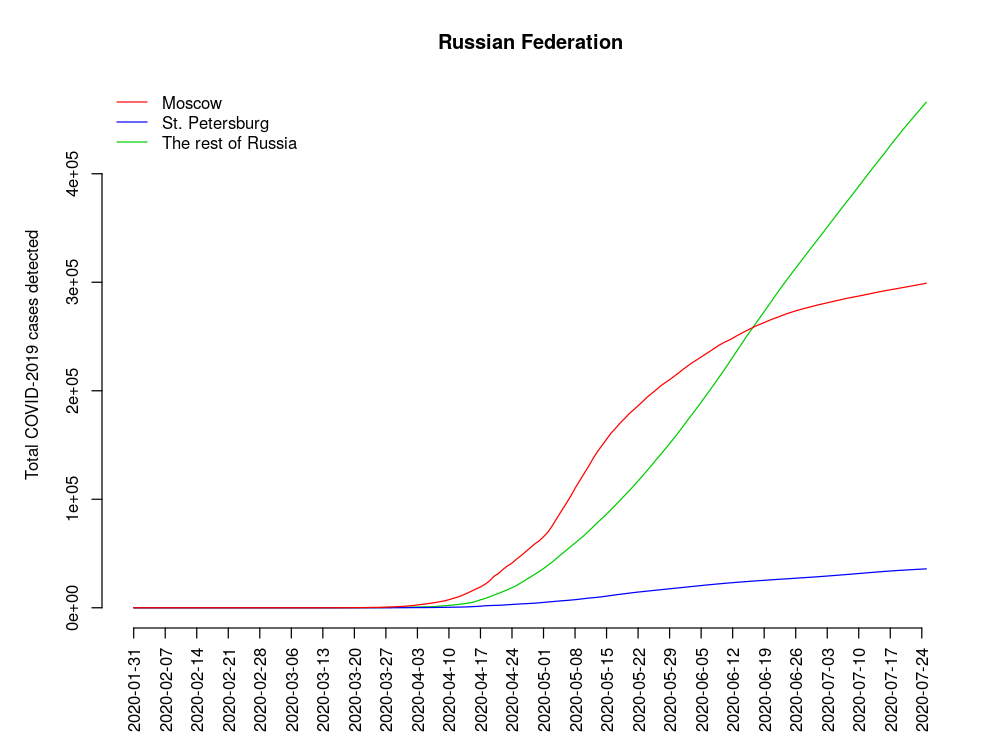 Russian Federation
Moscow
St. Petersburg
The rest of Russia
Total COVID-2019 cases detected
4e+05
3e+05
2e+05
1e+05
0e+00
2020-01-31
2020-02-07
2020-02-14
2020-02-21
2020-02-28
2020-03-06
2020-03-13
2020-03-20
2020-03-27
2020-04-03
2020-04-10
2020-04-17
2020-04-24
2020-05-01
2020-05-08
2020-05-15
2020-05-22
2020-05-29
2020-06-05
2020-06-12
2020-06-19
2020-06-26
2020-07-03
2020-07-10
2020-07-17
2020-07-24